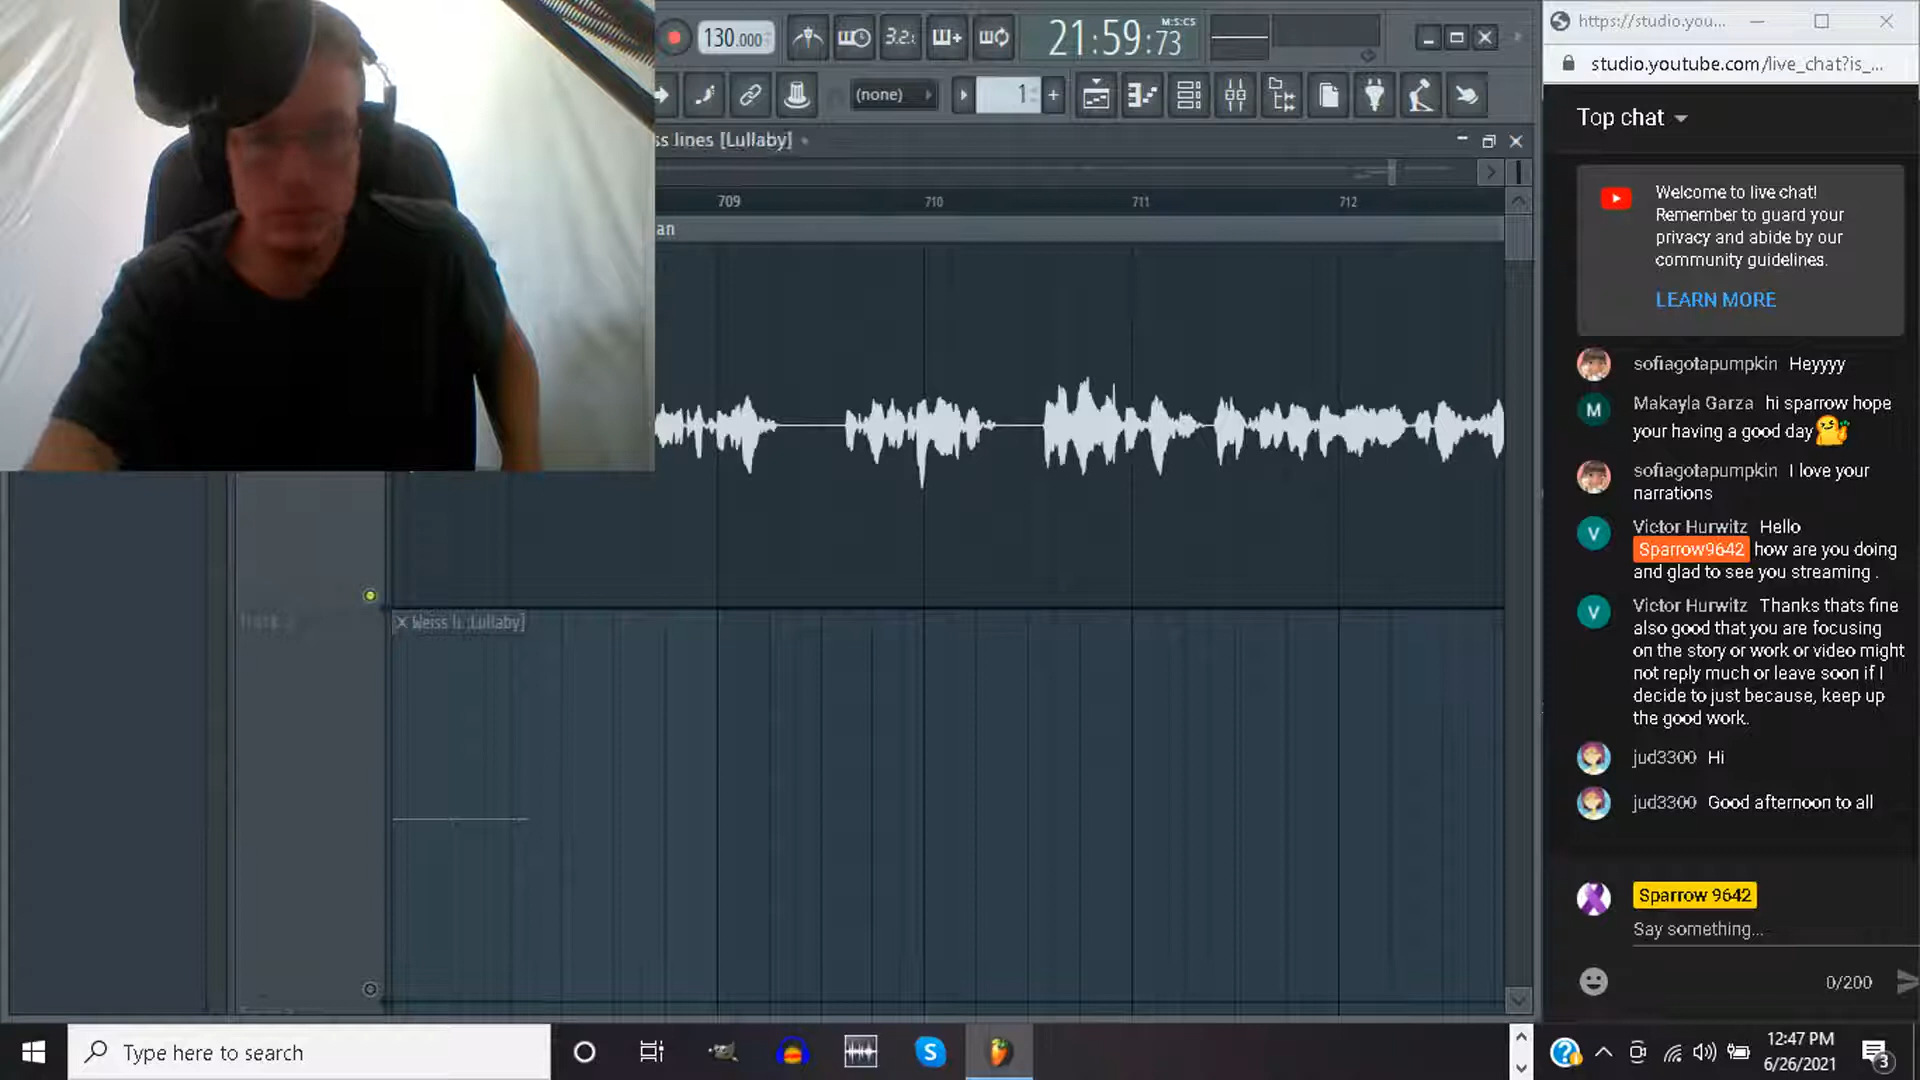 130.000
3.2:
21:59:73
M:S:CS
(none)
1
ss lines [Lullaby]
709
710
711
712
an
Weiss li. [Lullaby]
https://studio.you...
studio.youtube.com/live_chat?is_...
Top chat
Welcome to live chat!
Remember to guard your
privacy and abide by our
community guidelines.
LEARN MORE
sofiagotapumpkin Heyyyy
M
Makayla Garza hi sparrow hope
your having a good day
sofiagotapumpkin I love your
narrations
V
Victor Hurwitz Hello
Sparrow9642 how are you doing
and glad to see you streaming .
V
Victor Hurwitz Thanks thats fine
also good that you are focusing
on the story or work or video might
not reply much or leave soon if I
decide to just because, keep up
the good work.
jud3300 Hi
jud3300 Good afternoon to all
Sparrow 9642
Say something...
0/200
Type here to search
12:47 PM
6/26/2021
3